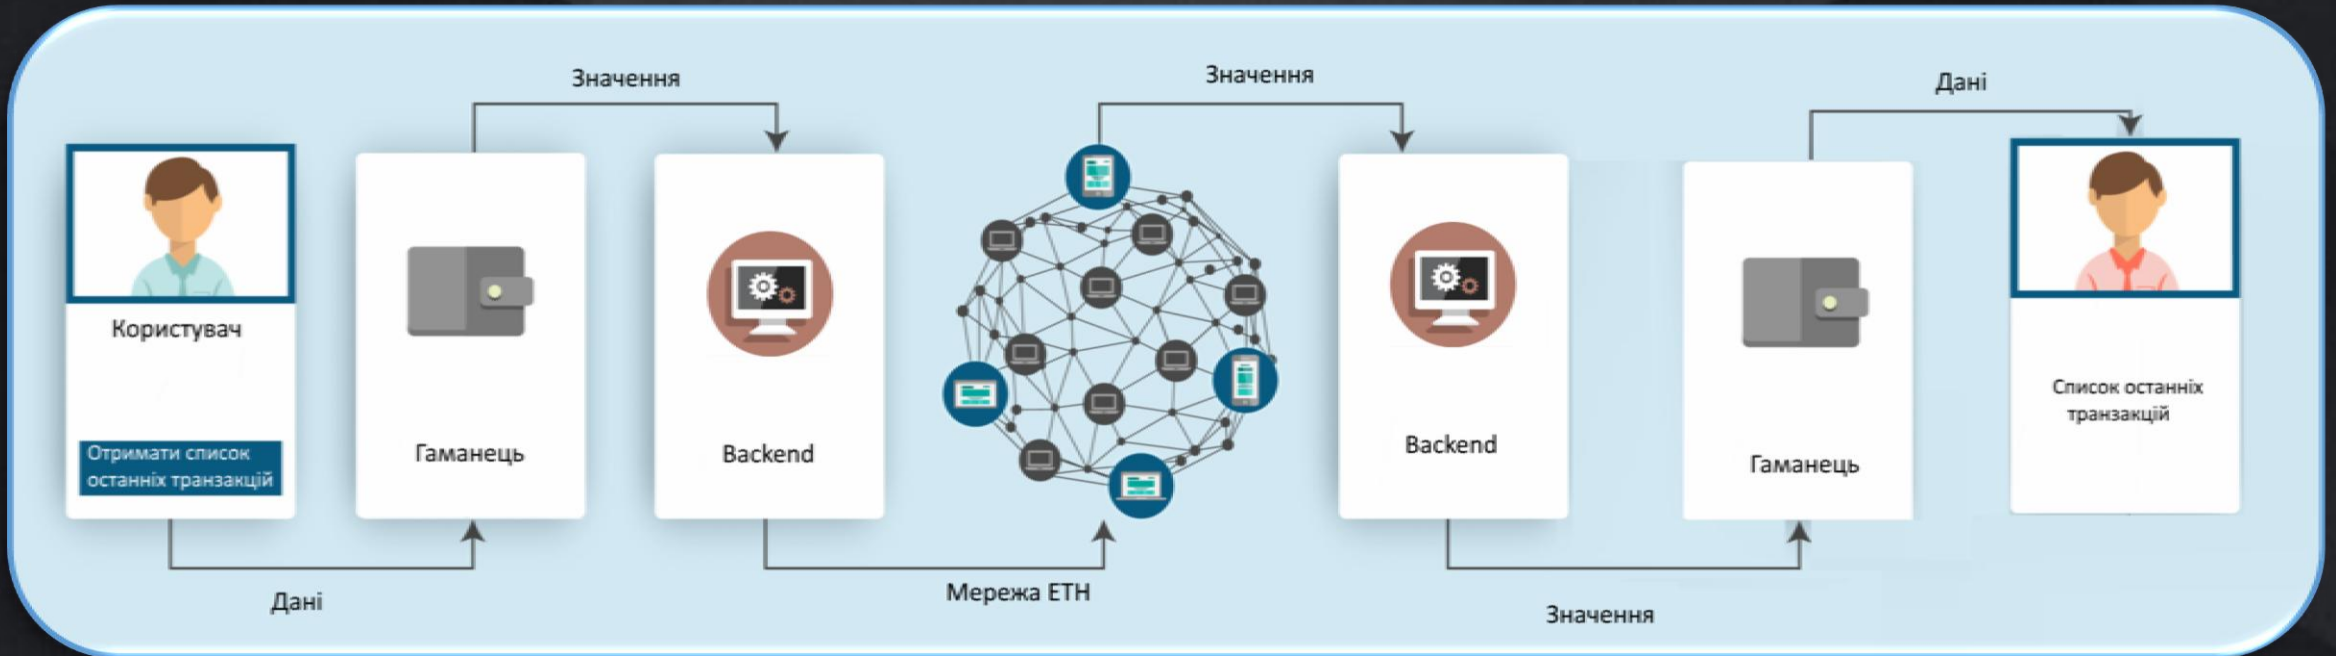 Значення
Значення
Дані
Користувач
Отримати список
останніх транзакцій
Гаманець
Backend
Backend
Гаманець
Список останніх
транзакцій
Дані
Мережа ETH
Значення